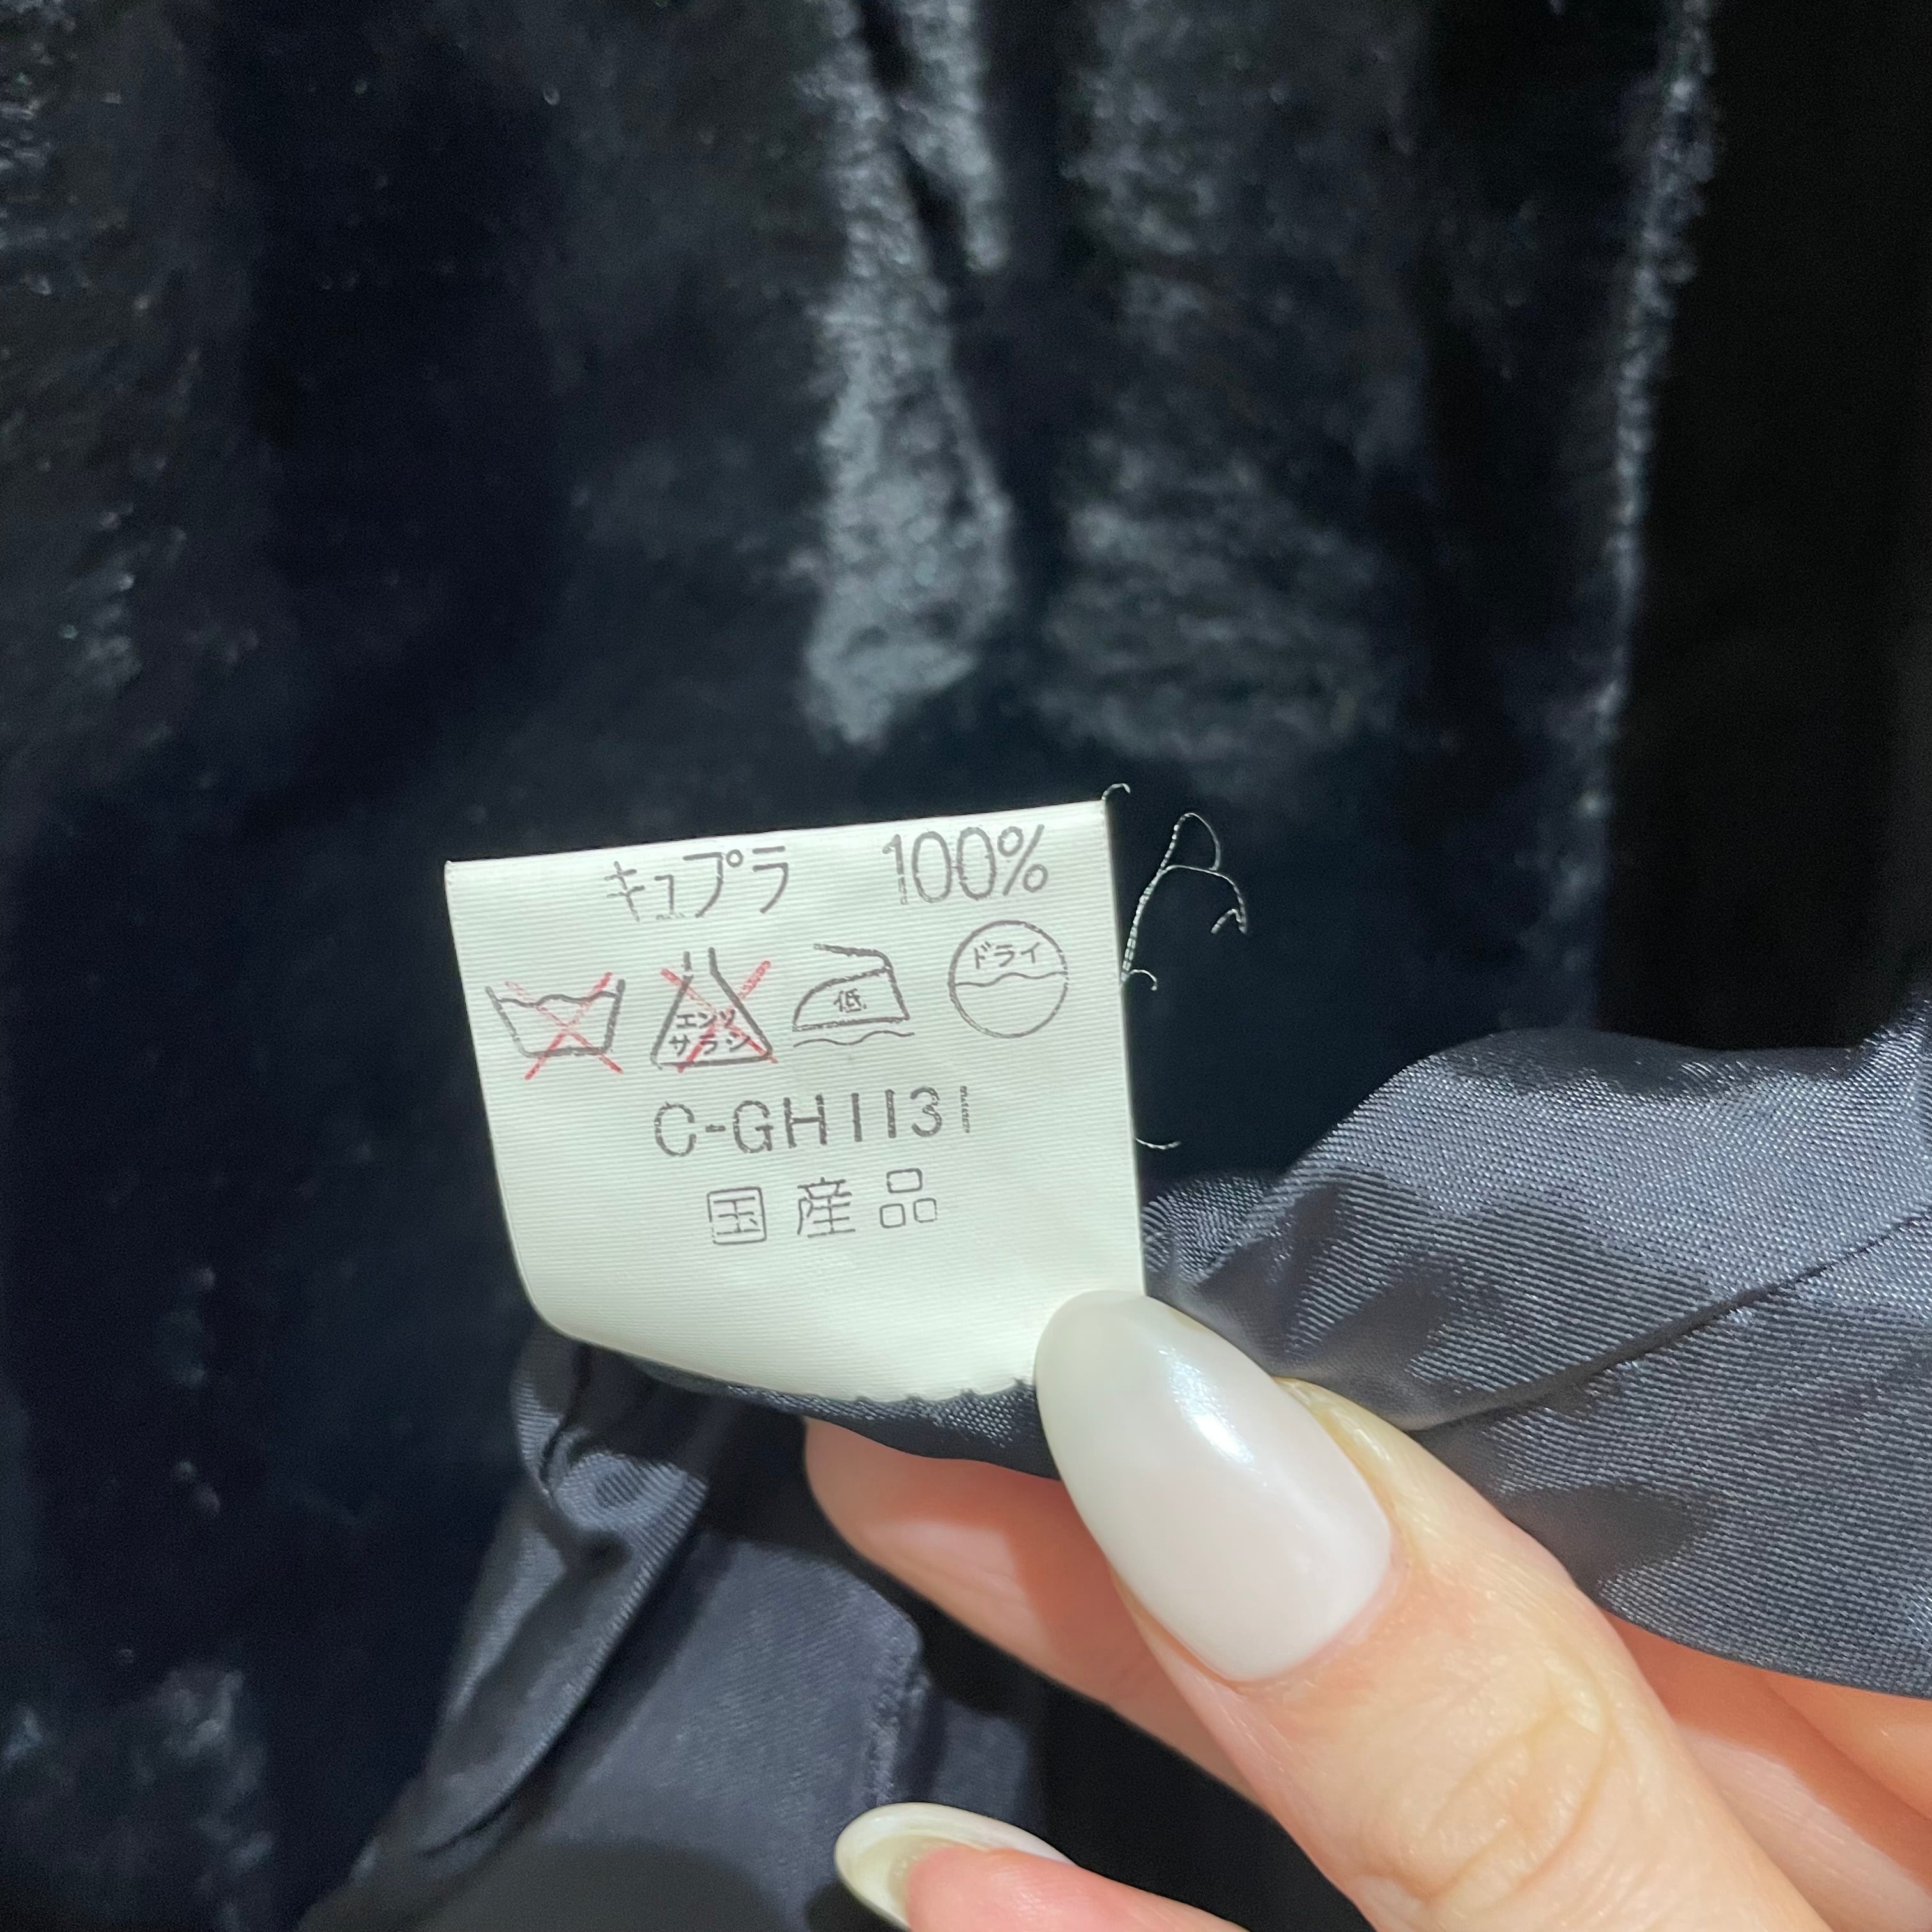 キュプラ 100%
エンソ
サラシ
低
ドライ
C-GH1131
国産品